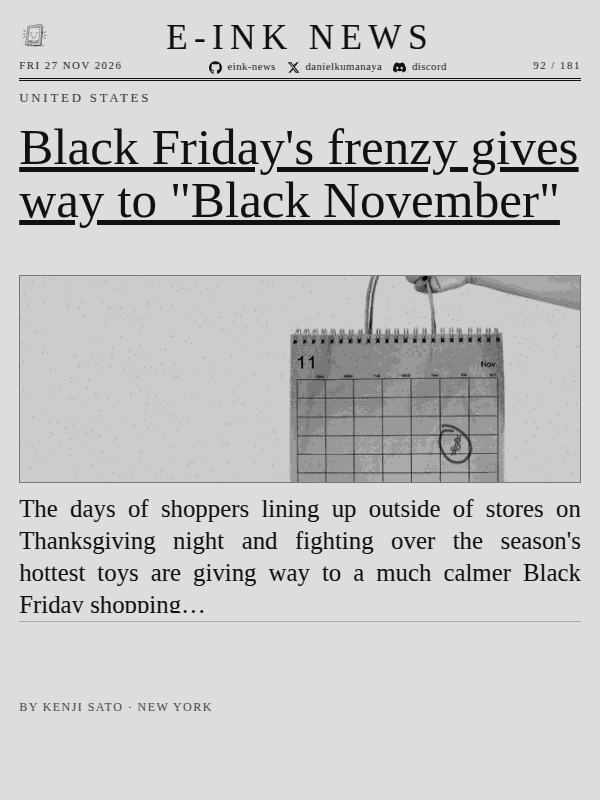 E-INK NEWS
FRI 27 NOV 2026
eink-news danielkumanaya discord
92 / 181
UNITED STATES
Black Friday's frenzy gives
way to "Black November"
11
Nov
$
The days of shoppers lining up outside of stores on
Thanksgiving night and fighting over the season's
hottest toys are giving way to a much calmer Black
Friday shopping…
BY KENJI SATO · NEW YORK